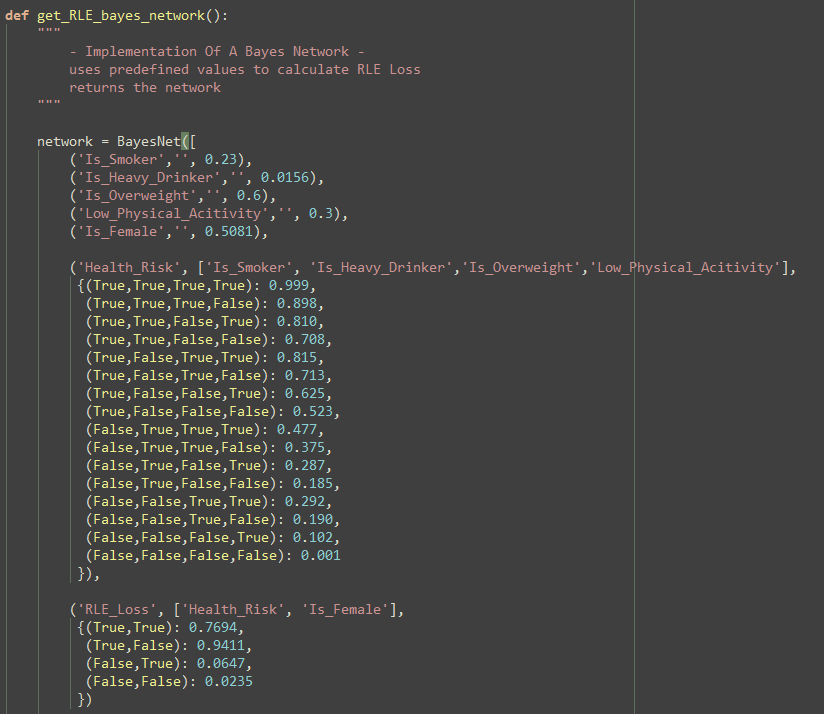 def get_RLE_bayes_network():
    """
        - Implementation Of A Bayes Network -
        uses predefined values to calculate RLE Loss
        returns the network
    """
    network = BayesNet([
        ('Is_Smoker','', 0.23),
        ('Is_Heavy_Drinker','', 0.0156),
        ('Is_Overweight','', 0.6),
        ('Low_Physical_Acitivity','', 0.3),
        ('Is_Female','', 0.5081),
        ('Health_Risk', ['Is_Smoker', 'Is_Heavy_Drinker','Is_Overweight','Low_Physical_Acitivity'],
         {(True,True,True,True): 0.999,
          (True,True,True,False): 0.898,
          (True,True,False,True): 0.810,
          (True,True,False,False): 0.708,
          (True,False,True,True): 0.815,
          (True,False,True,False): 0.713,
          (True,False,False,True): 0.625,
          (True,False,False,False): 0.523,
          (False,True,True,True): 0.477,
          (False,True,True,False): 0.375,
          (False,True,False,True): 0.287,
          (False,True,False,False): 0.185,
          (False,False,True,True): 0.292,
          (False,False,True,False): 0.190,
          (False,False,False,True): 0.102,
          (False,False,False,False): 0.001
         }),
        ('RLE_Loss', ['Health_Risk', 'Is_Female'],
         {(True,True): 0.7694,
          (True,False): 0.9411,
          (False,True): 0.0647,
          (False,False): 0.0235
         })